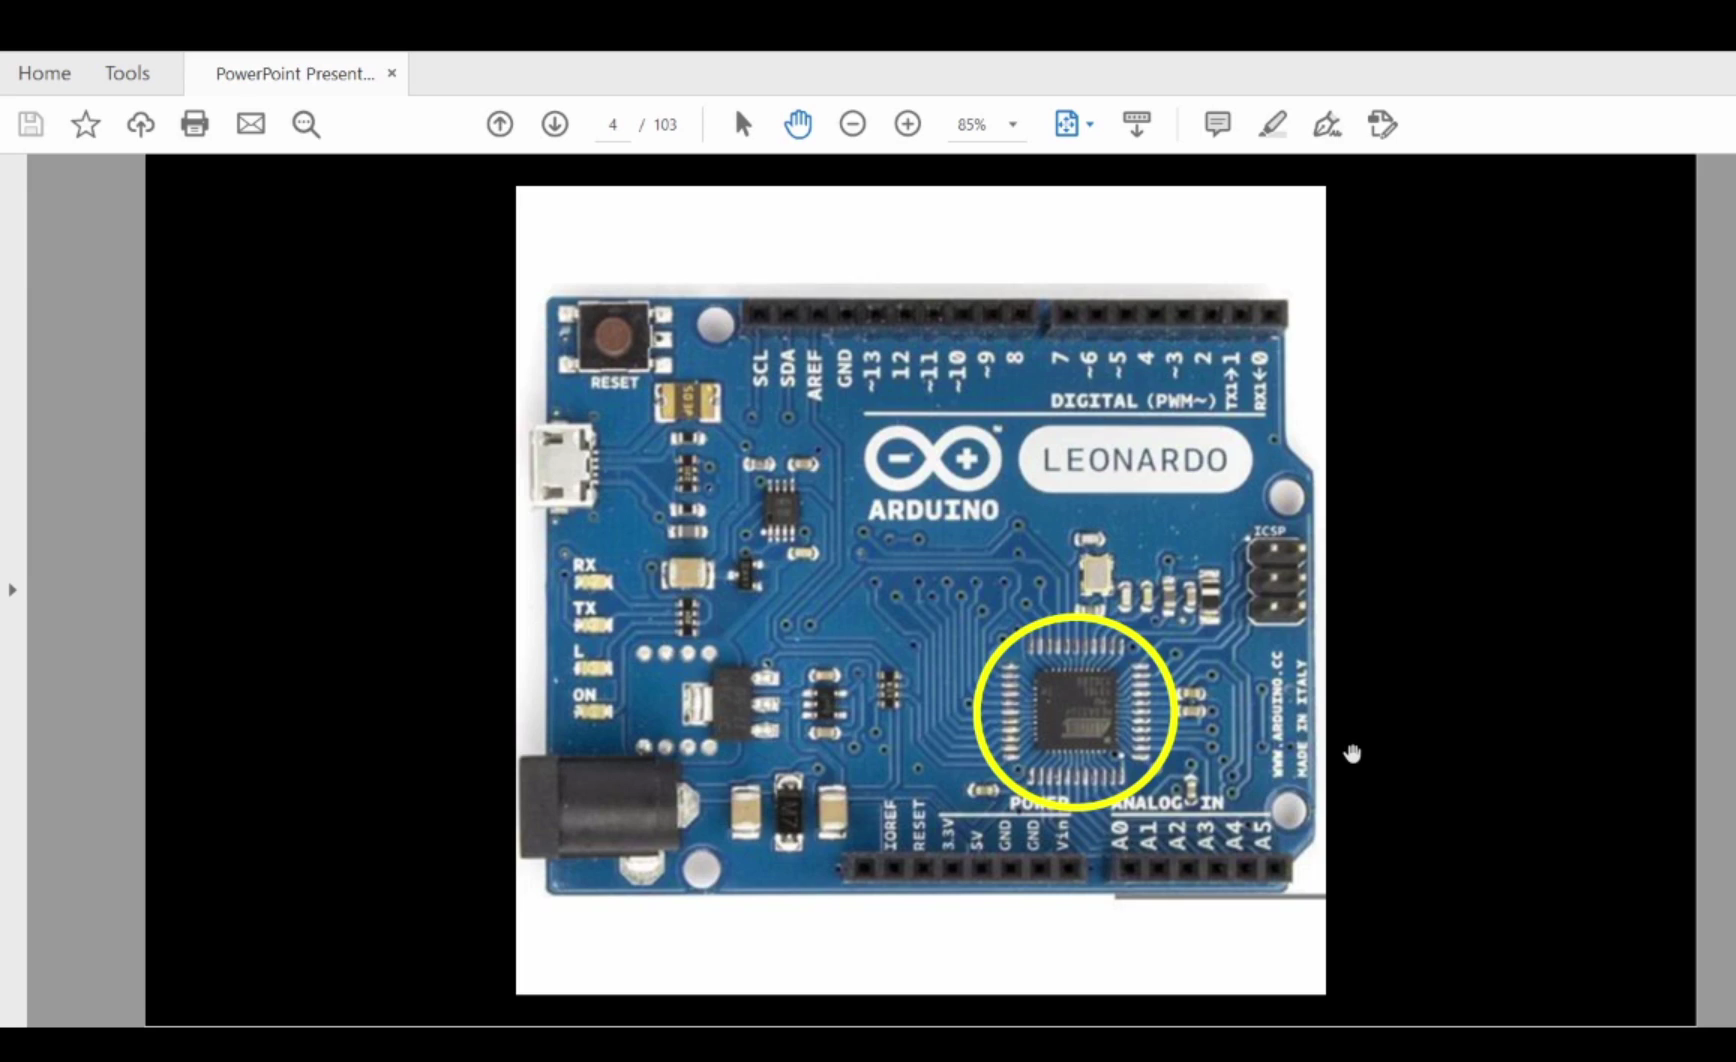 Home Tools PowerPoint Present... ×
4 / 103 85%
RESET
SCL SDA AREF GND ~13 12 ~11 ~10 ~9 8 7 ~6 ~5 4 ~3 2 TX1→1 RX1←0
DIGITAL (PWM~)
LEONARDO
ARDUINO
ICSP
RX
TX
L
ON
WWW.ARDUINO.CC
MADE IN ITALY
M7
POWER ANALOG IN
IOREF RESET 3.3V 5V GND GND Vin A0 A1 A2 A3 A4 A5